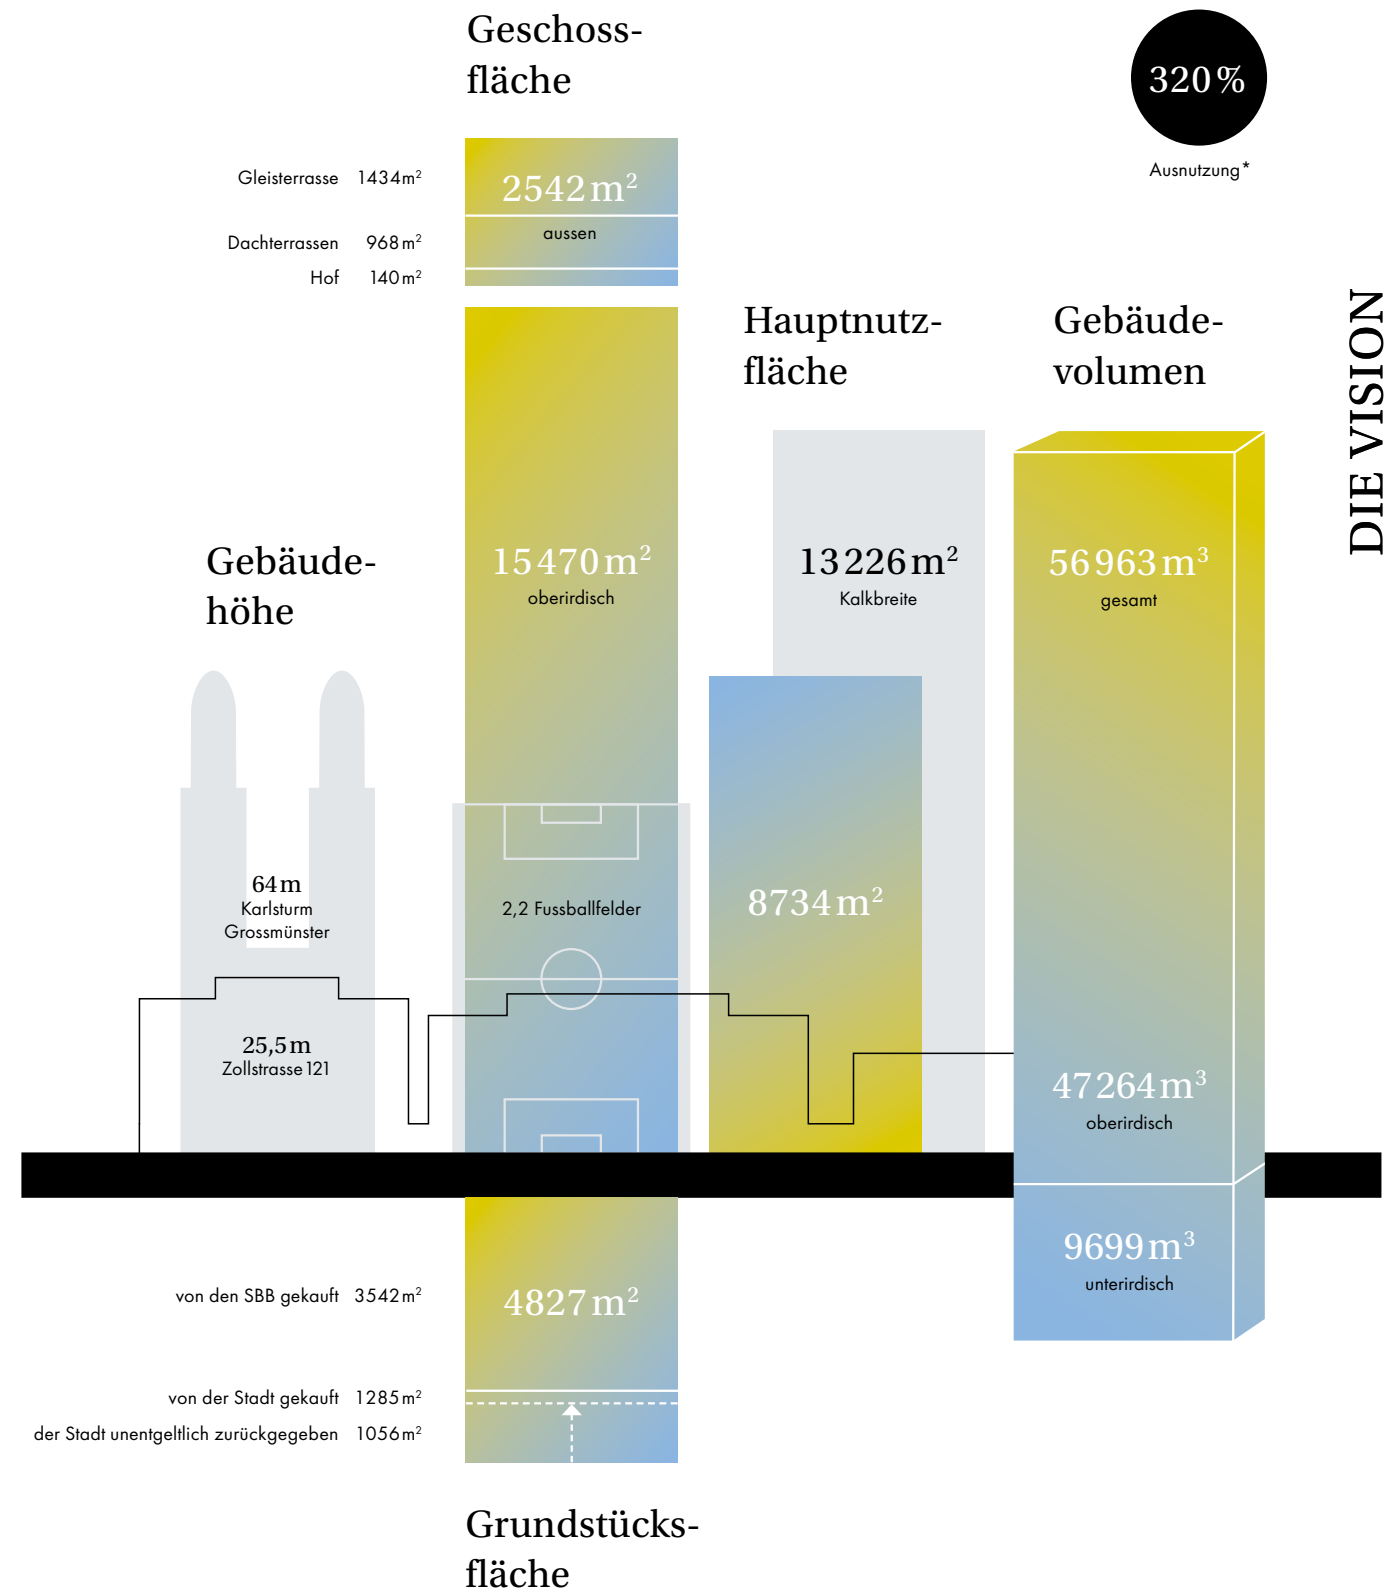 Geschoss-
fläche
320 %
Ausnutzung*
Gleisterrasse 1434 m²
Dachterrassen 968 m²
Hof 140 m²
2542 m²
aussen
DIE VISION
Hauptnutz-
fläche
Gebäude-
volumen
Gebäude-
höhe
15 470 m²
oberirdisch
13 226 m²
Kalkbreite
56 963 m³
gesamt
64 m
Karlsturm
Grossmünster
2,2 Fussballfelder
8734 m²
25,5 m
Zollstrasse 121
47 264 m³
oberirdisch
9699 m³
unterirdisch
von den SBB gekauft 3542 m²
4827 m²
von der Stadt gekauft 1285 m²
der Stadt unentgeltlich zurückgegeben 1056 m²
Grundstücks-
fläche